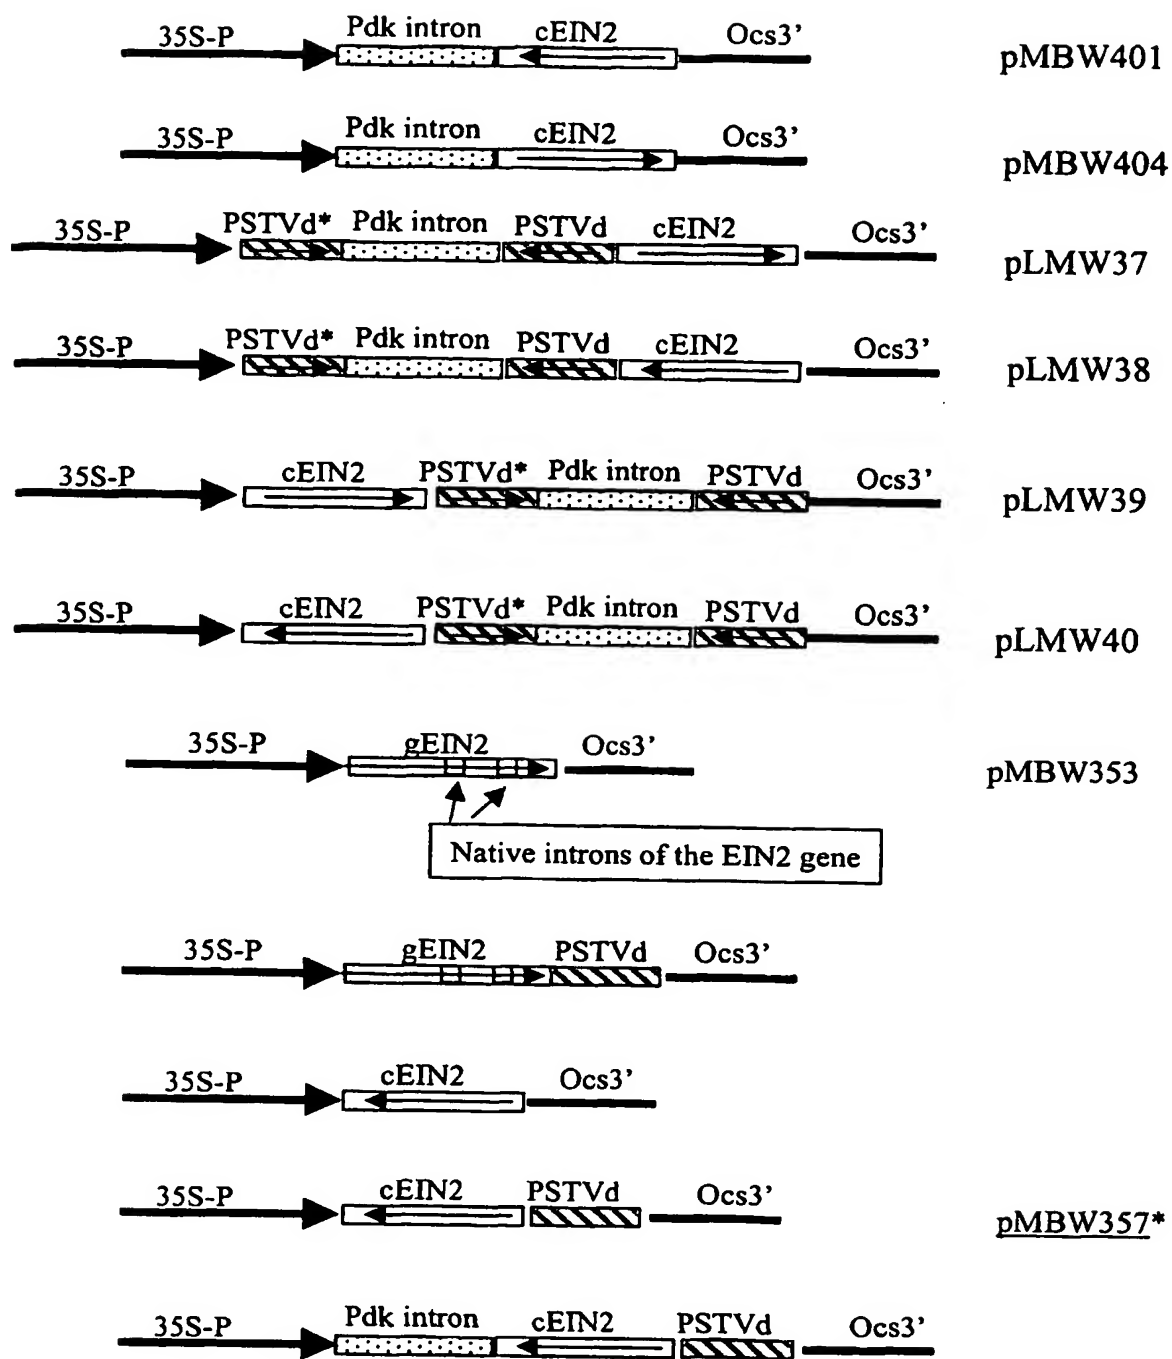 35S-P Pdk intron cEIN2 Ocs3' pMBW401
35S-P Pdk intron cEIN2 Ocs3' pMBW404
35S-P PSTVd* Pdk intron PSTVd cEIN2 Ocs3' pLMW37
35S-P PSTVd* Pdk intron PSTVd cEIN2 Ocs3' pLMW38
35S-P cEIN2 PSTVd* Pdk intron PSTVd Ocs3' pLMW39
35S-P cEIN2 PSTVd* Pdk intron PSTVd Ocs3' pLMW40
35S-P gEIN2 Ocs3' pMBW353
Native introns of the EIN2 gene
35S-P gEIN2 PSTVd Ocs3'
35S-P cEIN2 Ocs3'
35S-P cEIN2 PSTVd Ocs3' pMBW357*
35S-P Pdk intron cEIN2 PSTVd Ocs3'